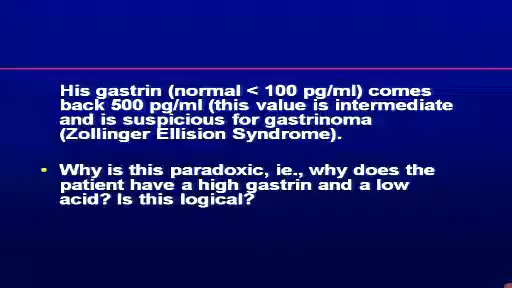 His gastrin (normal < 100 pg/ml) comes
back 500 pg/ml (this value is intermediate
and is suspicious for gastrinoma
(Zollinger Ellision Syndrome).
• Why is this paradoxic, ie., why does the
patient have a high gastrin and a low
acid? Is this logical?